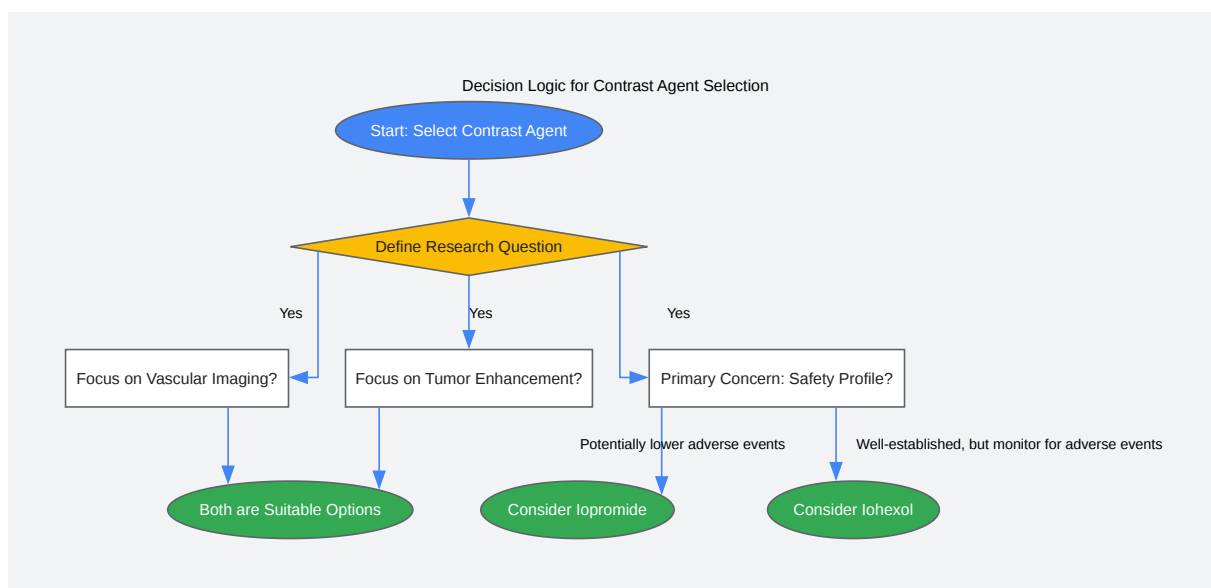 Decision Logic for Contrast Agent Selection
Start: Select Contrast Agent
Define Research Question
Yes
Yes
Yes
Focus on Vascular Imaging?
Focus on Tumor Enhancement?
Primary Concern: Safety Profile?
Potentially lower adverse events
Well-established, but monitor for adverse events
Both are Suitable Options
Consider Iopromide
Consider Iohexol